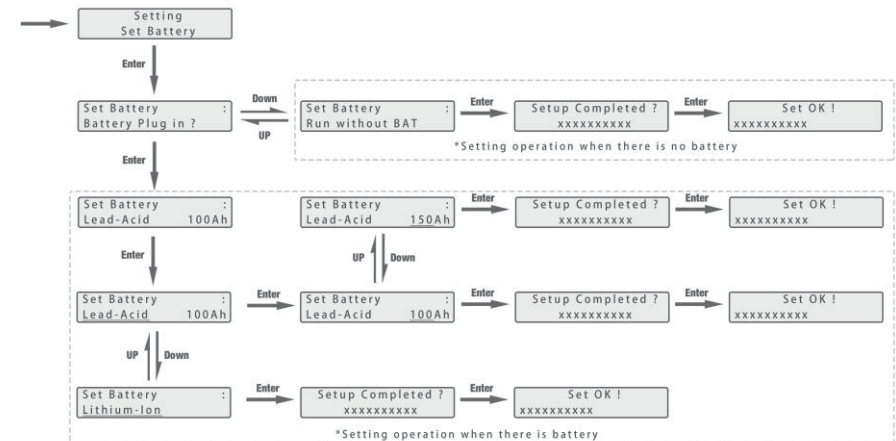 Setting
Set Battery
Enter
Set Battery :
Battery Plug in ?
Down
UP
Set Battery :
Run without BAT
Enter
Setup Completed ?
xxxxxxxxxx
Enter
Set OK !
xxxxxxxxxx
*Setting operation when there is no battery
Enter
Set Battery :
Lead-Acid 100Ah
Set Battery :
Lead-Acid 150Ah
Enter
Setup Completed ?
xxxxxxxxxx
Enter
Set OK !
xxxxxxxxxx
Enter
UP
Down
Set Battery :
Lead-Acid 100Ah
Enter
Set Battery :
Lead-Acid 100Ah
Enter
Setup Completed ?
xxxxxxxxxx
Enter
Set OK !
xxxxxxxxxx
UP
Down
Set Battery :
Lithium-Ion
Enter
Setup Completed ?
xxxxxxxxxx
Enter
Set OK !
xxxxxxxxxx
*Setting operation when there is battery